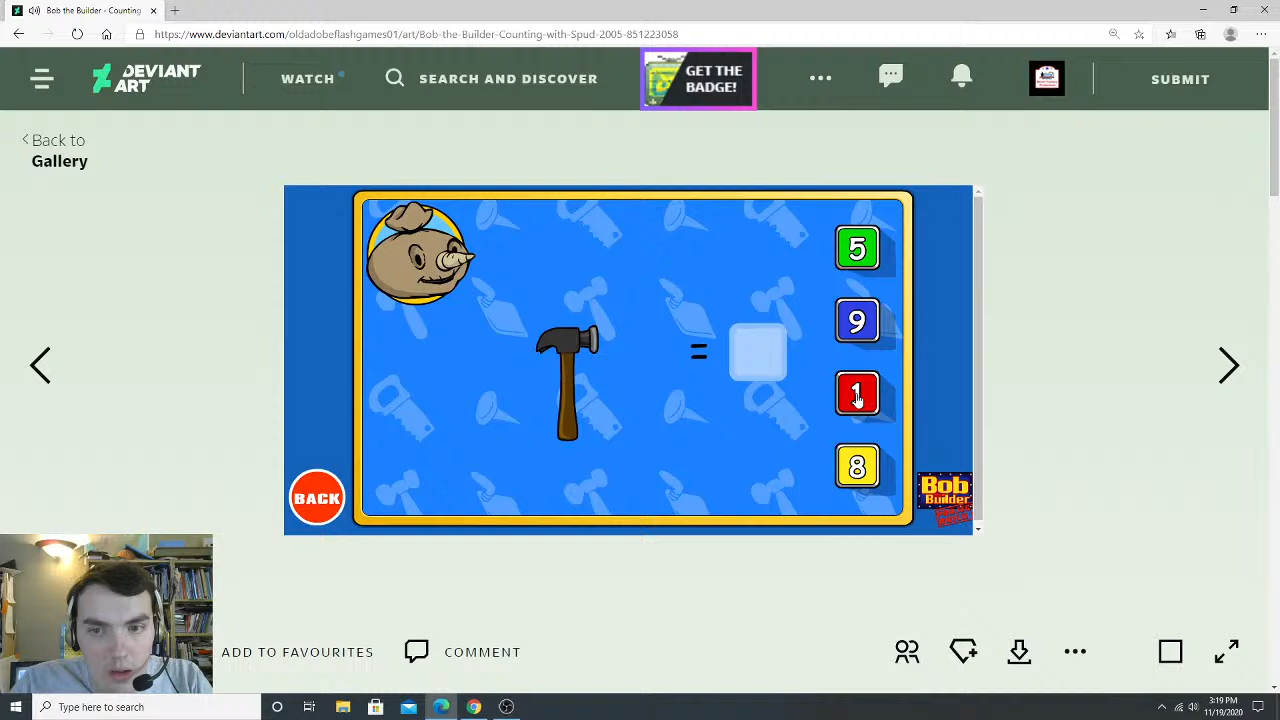 Bob the Builder - Counting
https://www.deviantart.com/oldadobeflashgames01/art/Bob-the-Builder-Counting-with-Spud-2005-851223058
DEVIANT
ART
WATCH
SEARCH AND DISCOVER
GET THE
BADGE!
SUBMIT
Back to
Gallery
5
9
=
1
8
BACK
Bob
Builder
ADD TO FAVOURITES
COMMENT
Type here to search
3:19 PM
11/19/2020